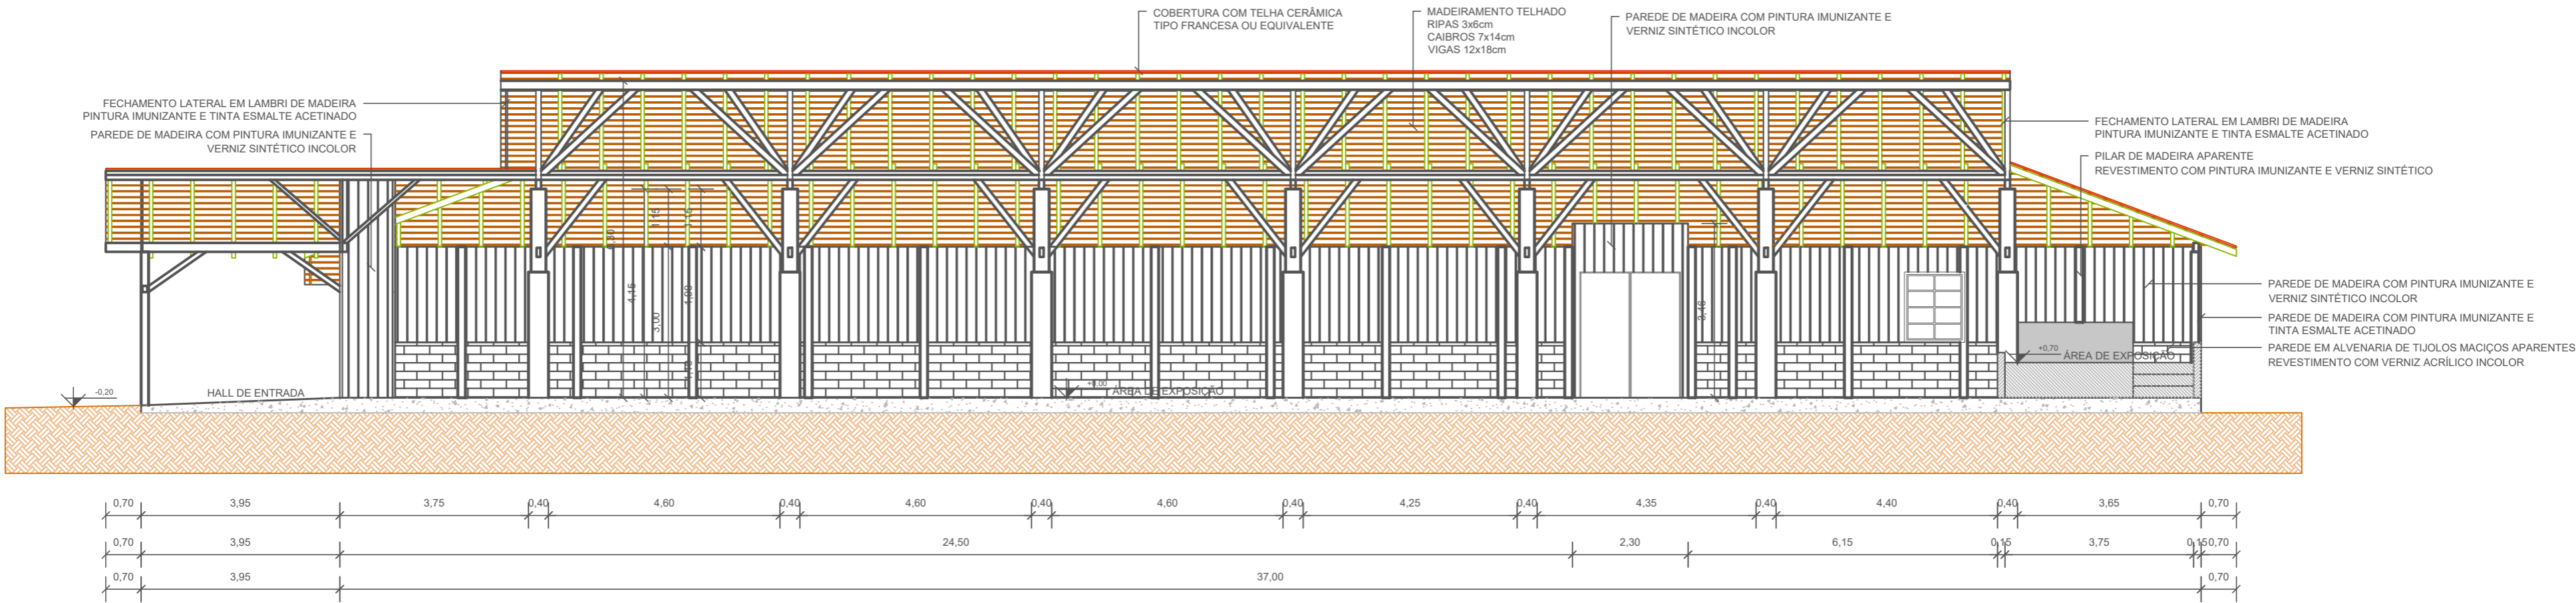 COBERTURA COM TELHA CERÂMICA
TIPO FRANCESA OU EQUIVALENTE
MADEIRAMENTO TELHADO
RIPAS 3x6cm
CAIBROS 7x14cm
VIGAS 12x18cm
PAREDE DE MADEIRA COM PINTURA IMUNIZANTE E
VERNIZ SINTÉTICO INCOLOR
FECHAMENTO LATERAL EM LAMBRI DE MADEIRA
PINTURA IMUNIZANTE E TINTA ESMALTE ACETINADO
PAREDE DE MADEIRA COM PINTURA IMUNIZANTE E
VERNIZ SINTÉTICO INCOLOR
FECHAMENTO LATERAL EM LAMBRI DE MADEIRA
PINTURA IMUNIZANTE E TINTA ESMALTE ACETINADO
PILAR DE MADEIRA APARENTE
REVESTIMENTO COM PINTURA IMUNIZANTE E VERNIZ SINTÉTICO
PAREDE DE MADEIRA COM PINTURA IMUNIZANTE E
VERNIZ SINTÉTICO INCOLOR
PAREDE DE MADEIRA COM PINTURA IMUNIZANTE E
TINTA ESMALTE ACETINADO
PAREDE EM ALVENARIA DE TIJOLOS MACIÇOS APARENTES
REVESTIMENTO COM VERNIZ ACRÍLICO INCOLOR
6,30
1,15
1,15
4,15
3,00
1,90
1,10
3,46
-0,20
HALL DE ENTRADA
+0,00
ÁREA DE EXPOSIÇÃO
+0,70
ÁREA DE EXPOSIÇÃO
0,70 3,95 3,75 0,40 4,60 0,40 4,60 0,40 4,60 0,40 4,25 0,40 4,35 0,40 4,40 0,40 3,65 0,70
0,70 3,95 24,50 2,30 6,15 0,15 3,75 0,15 0,70
0,70 3,95 37,00 0,70